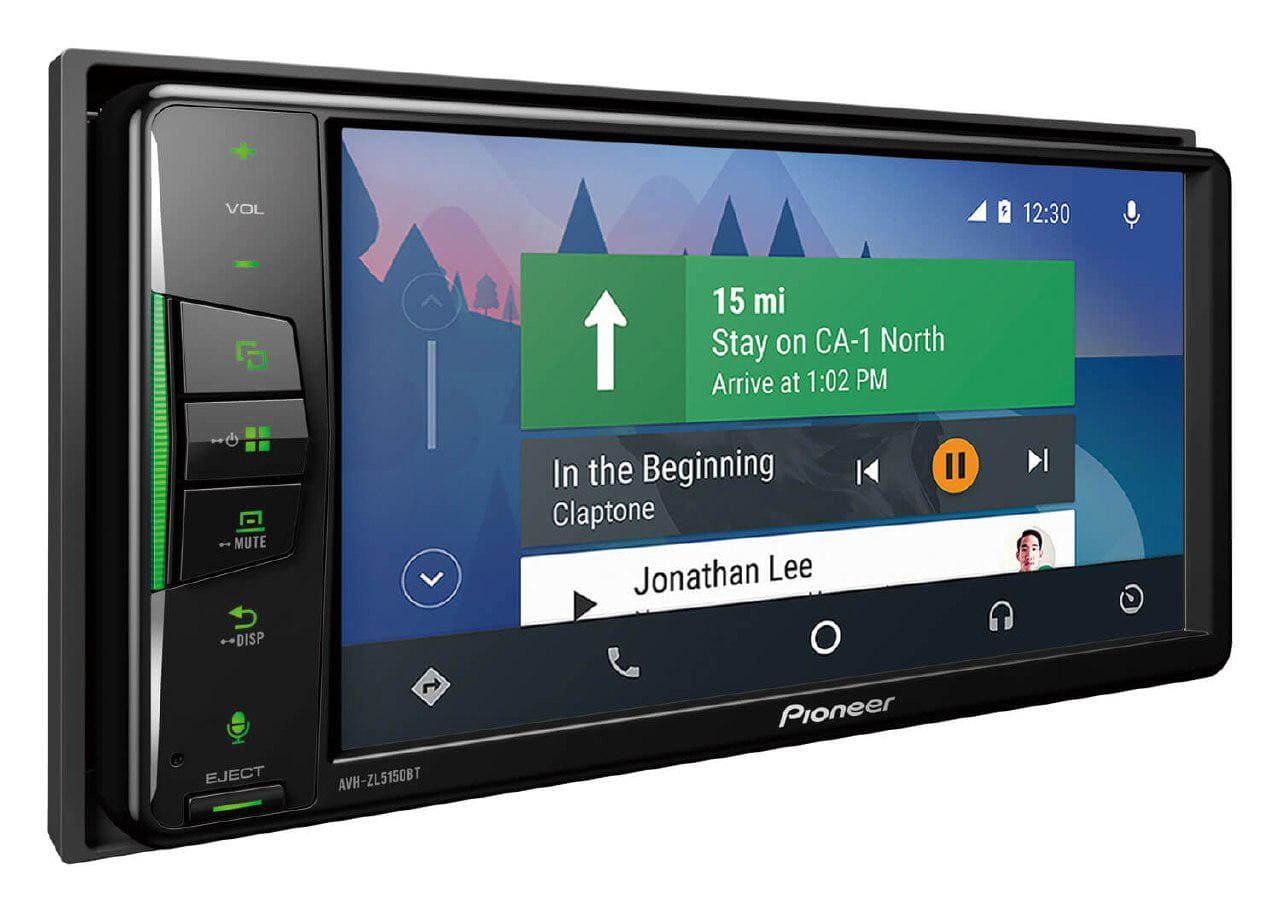 +
VOL
-
MUTE
DISP
EJECT
AVH-ZL5150BT
12:30
15 mi
Stay on CA-1 North
Arrive at 1:02 PM
In the Beginning
Claptone
Jonathan Lee
Pioneer